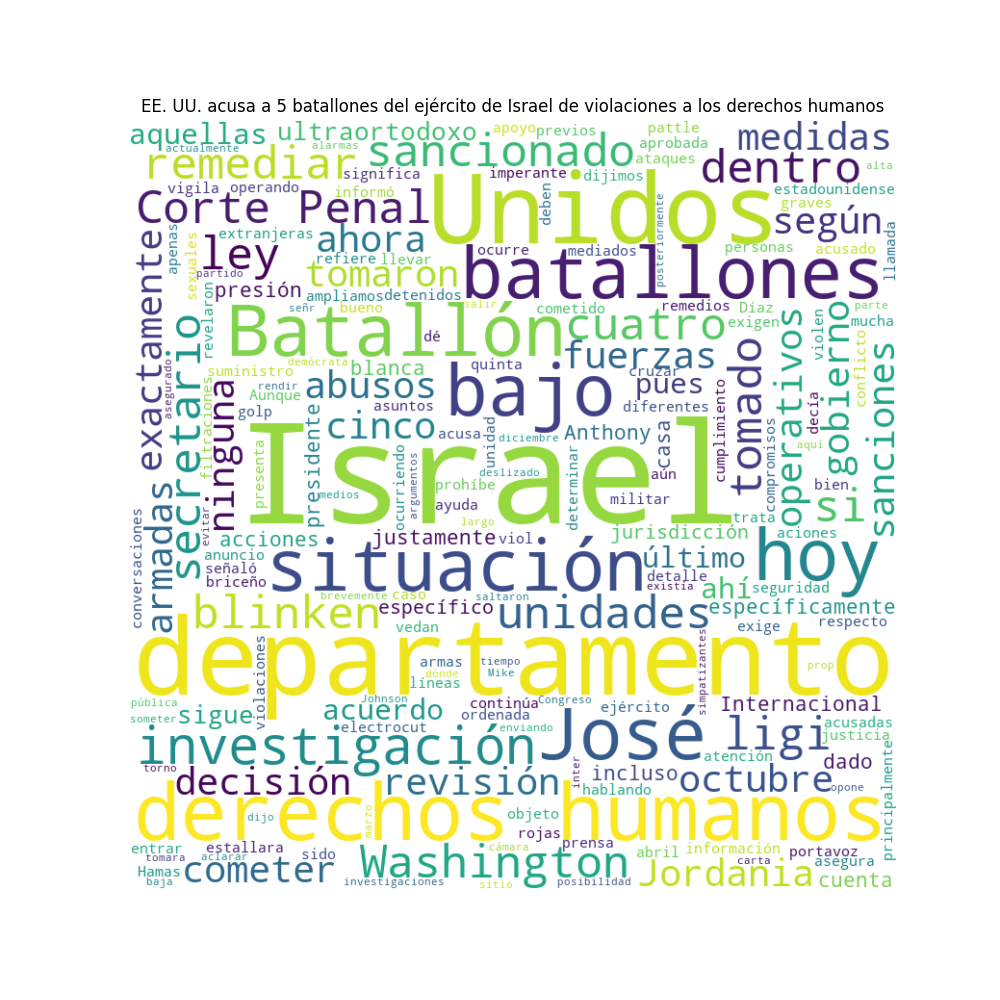 EE. UU. acusa a 5 batallones del ejército de Israel de violaciones a los derechos humanos
aquellas
ultraortodoxo
apoyo
previos
pattle
aprobada
medidas
actualmente
alarmas
remediar
sancionado
ataques
dentro
alta
significa
imperante
dijimos
vigila
operando
informó
Unidos
deben
estadounidense
graves
Corte Penal
posteriormente
según
apenas
extranjeras
ahora
ocurre
mediados
personas
acusado
llamada
sexuales
ley
refiere
llevar
partido
tomaron
batallones
exactamente
revelaron
presión
ampliamos
detenidos
salir
remedios
Díaz
parte
señr
bueno
cometido
exigen
mucha
Batallón
dé
cuatro
operativos
gobierno
violen
secretario
demócrata
blanca
quinta
fuerzas
tomado
conflicto
sanciones
suministro
cruzar
asegurado
rendir
Aunque
abusos
bajo
pues
filtraciones
ninguna
golp
asuntos
diferentes
decía
presidente
cinco
acusa
unidad
diciembre
Anthony
casa
cumplimiento
compromisos
aquí
presenta
Israel
medios
ocurriendo
argumentos
deslizado
determinar
aún
prohíbe
bien
ayuda
militar
si
conversaciones
armadas
evitar
largo
trata
acciones
justamente
viol
jurisdicción
aciones
anuncio
señaló
briceño
situación
último
hoy
detalle
existía
ahí
seguridad
brevemente
caso
saltaron
blinken
específico
unidades
específicamente
vedan
exige
respecto
departamento
violaciones
armas
tiempo
Mike
dónde
líneas
simpatizantes
prop
pública
Johnson
continúa
Congreso
Internacional
someter
sigue
acuerdo
ordenada
ejército
acusadas
electrocut
enviando
José
ligi
justicia
investigación
atención
principalmente
torno
decisión
revisión
inter
incluso
hablando
octubre
dado
opone
derechos humanos
dijo
marzo
objeto
rojas
entrar
estallara
cámara
prensa
abril
información
portavoz
tomara
aclarar
sido
carta
asegura
Hamas
cometer
Washington
Jordania
cuenta
baja
investigaciones
sitio
posibilidad